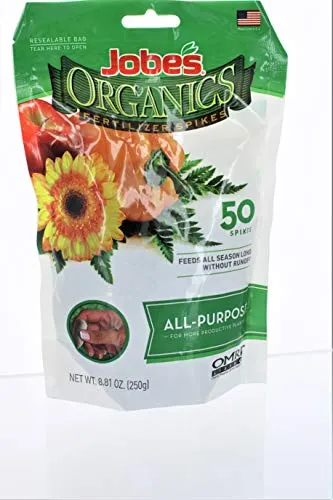 RESEALABLE BAG
TEAR HERE TO OPEN
Jobe's
ORGANICS
FERTILIZER SPIKES
50
SPIKES
FEEDS ALL SEASON LONG
WITHOUT RUNOFF
ALL-PURPOSE
FOR MORE PRODUCTIVE
NET WT. 8.81 OZ. (250g)
OMRI